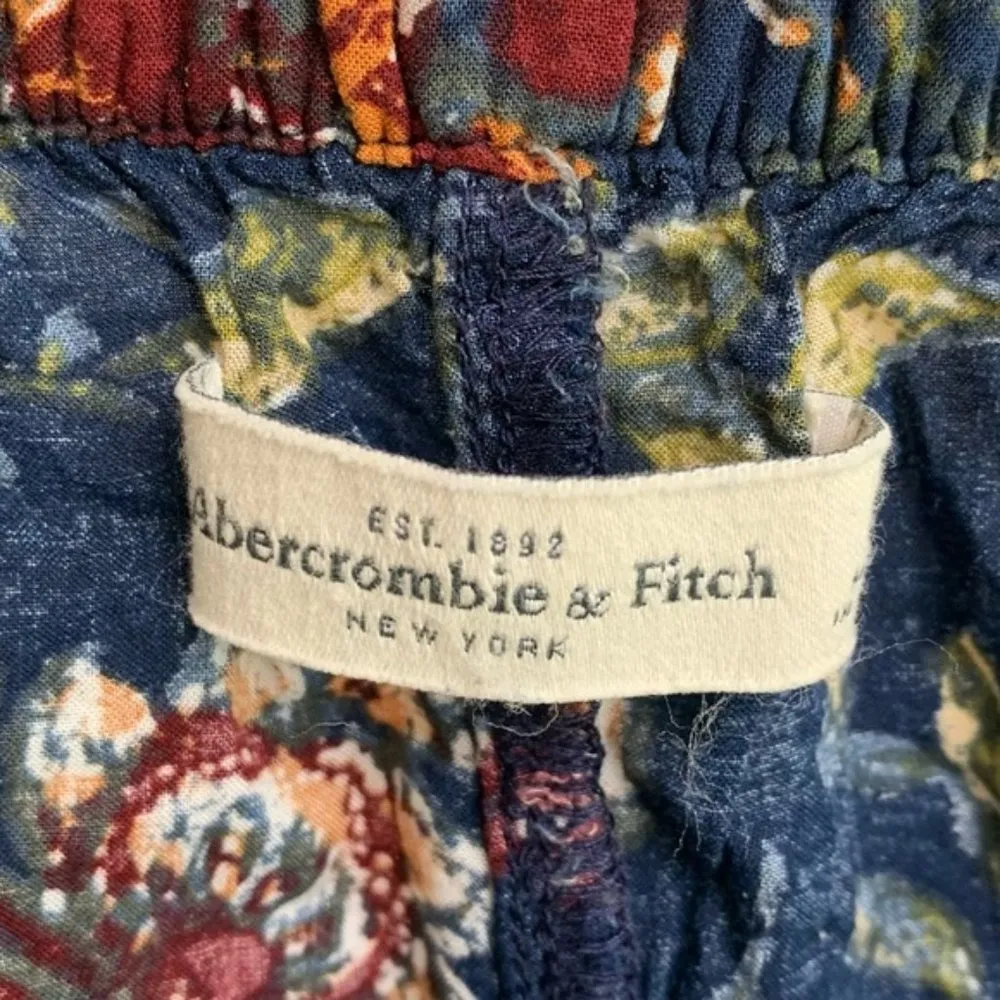 EST. 1892
Abercrombie & Fitch
NEW YORK